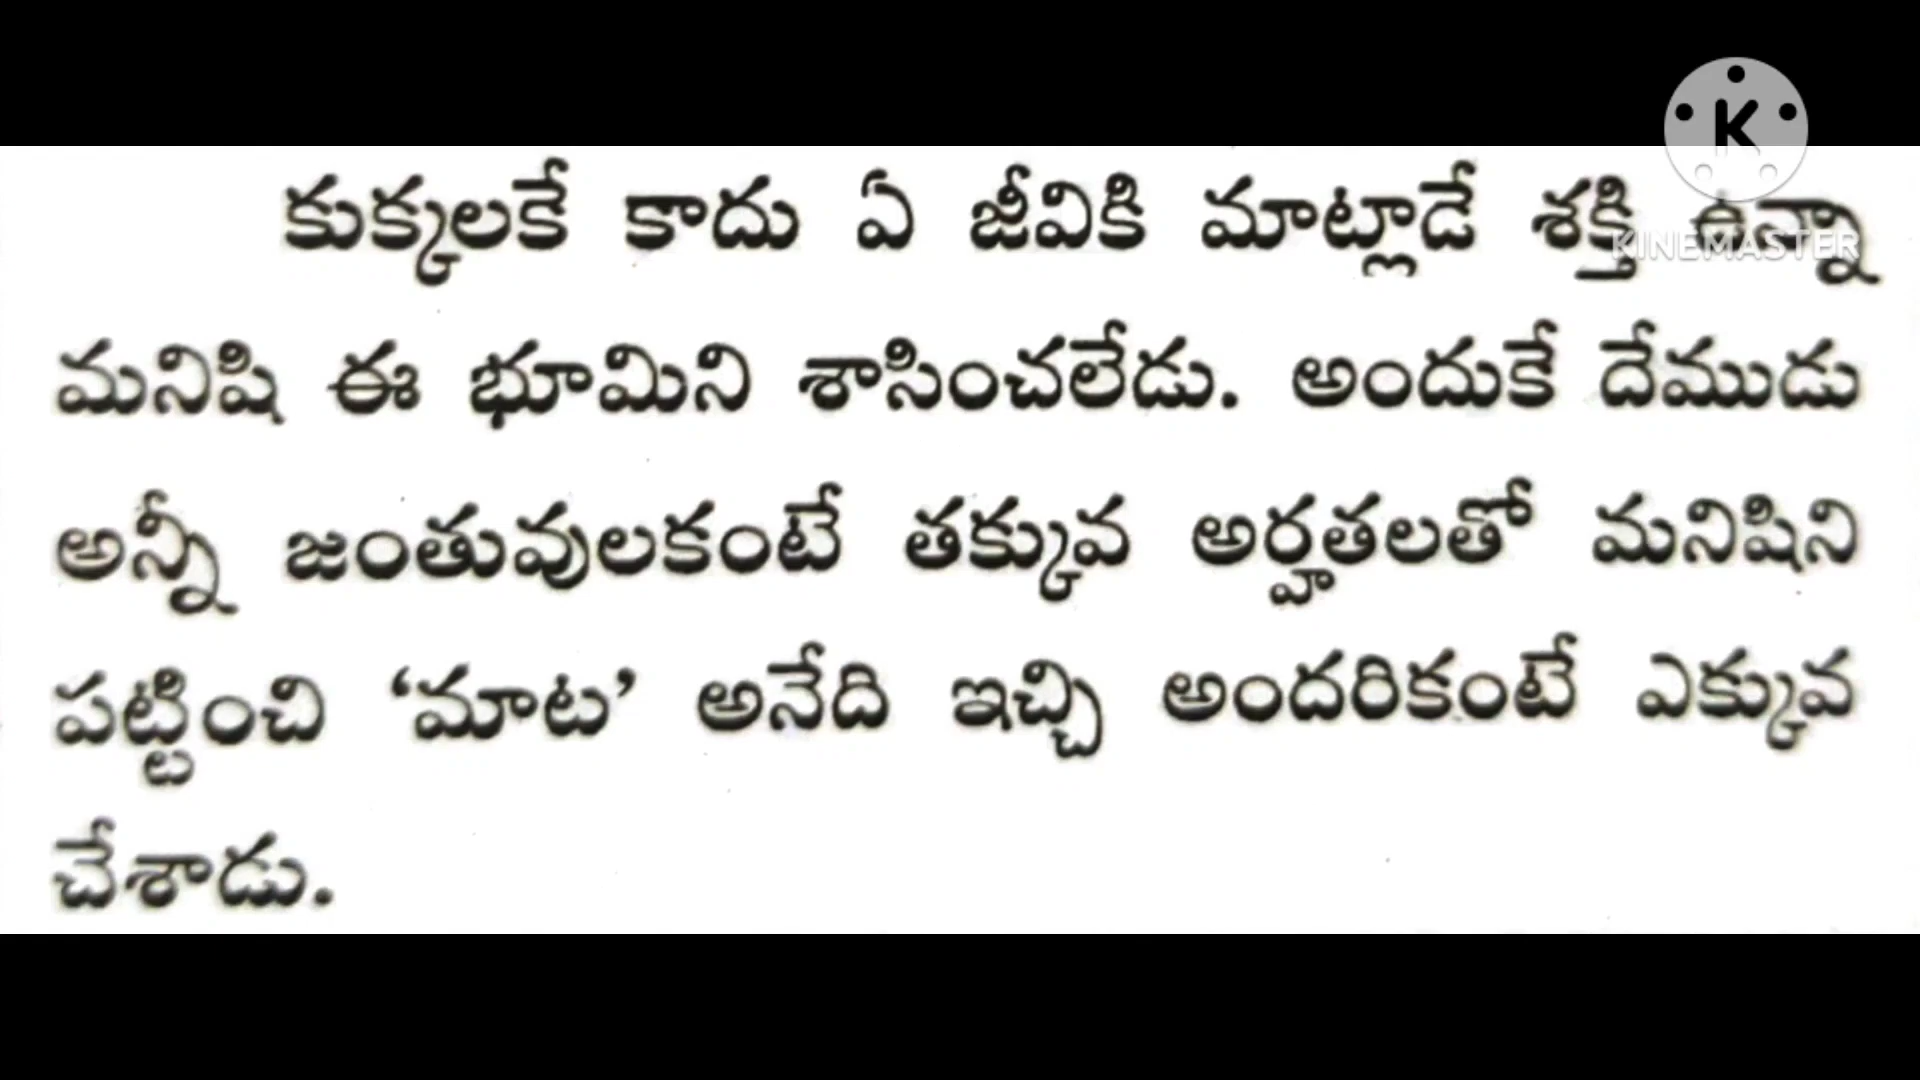 కుక్కలకే కాదు ఏ జీవికి మాట్లాడే శక్తి ఉన్నా
మనిషి ఈ భూమిని శాసించలేడు. అందుకే దేముడు
అన్నీ జంతువులకంటే తక్కువ అర్హతలతో మనిషిని
పట్టించి ‘మాట’ అనేది ఇచ్చి అందరికంటే ఎక్కువ
చేశాడు.
K
KINEMASTER